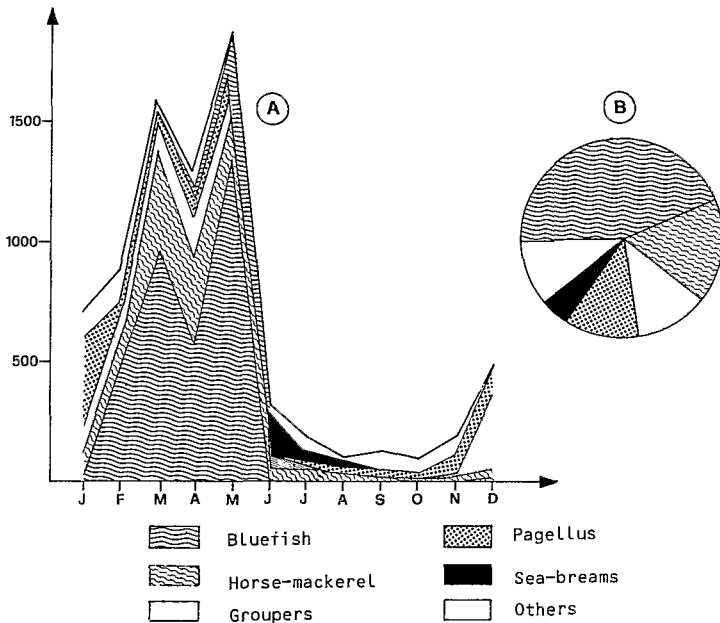 A
B
1500
1000
500
J F M A M J J A S O N D
Bluefish
Pagellus
Horse-mackerel
Sea-breams
Groupers
Others